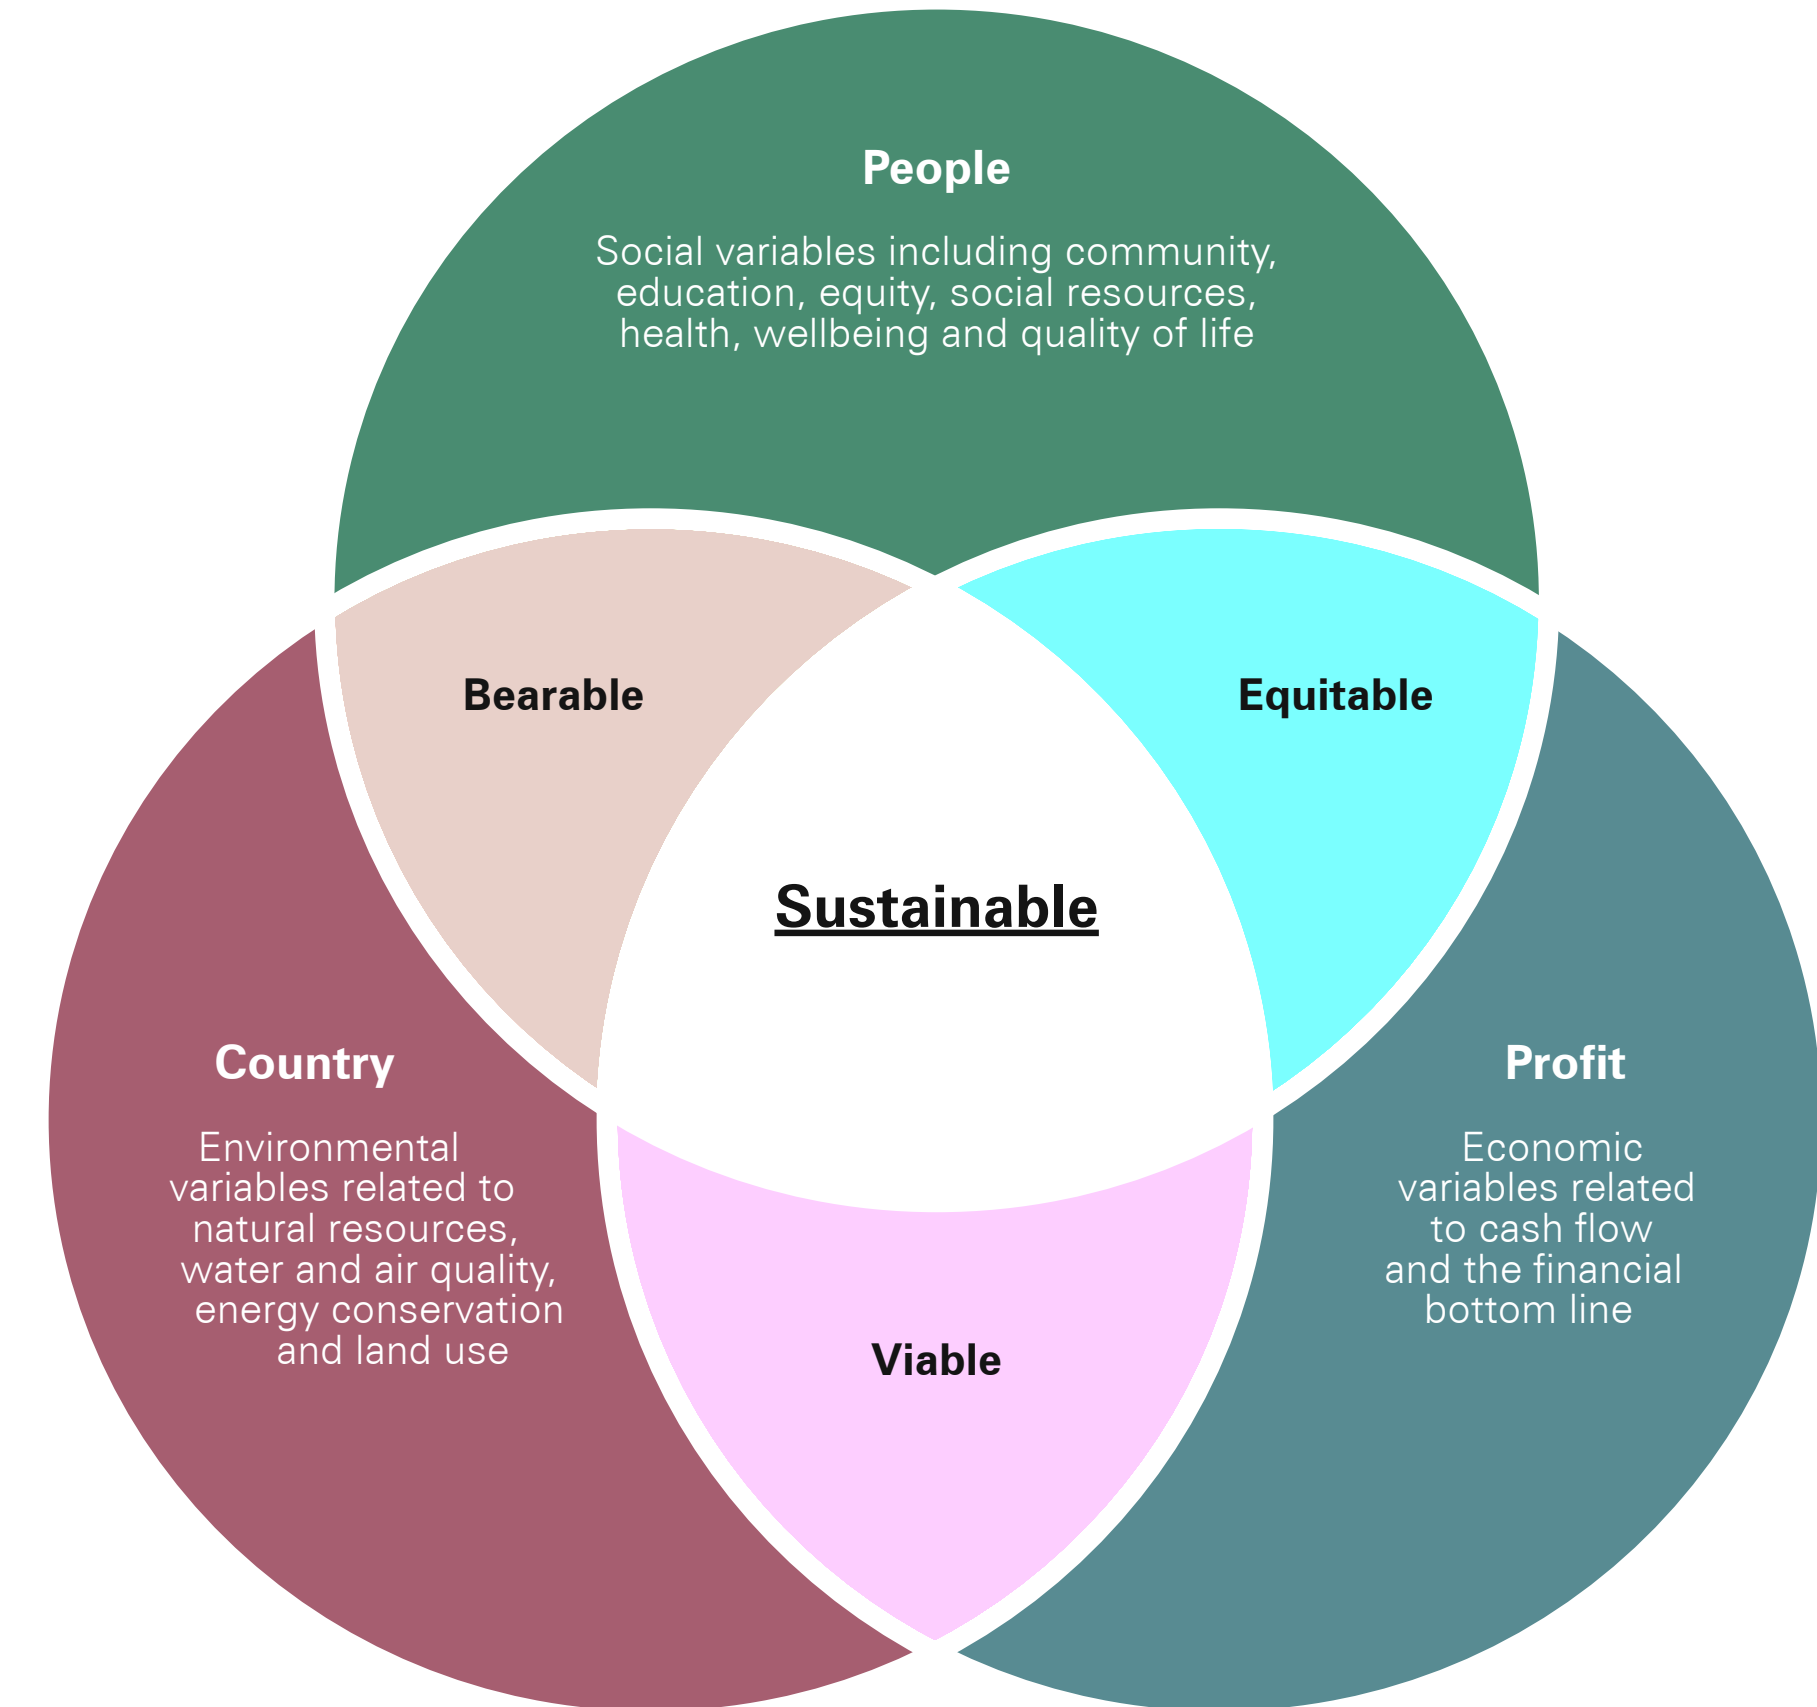 People
Social variables including community,
education, equity, social resources,
health, wellbeing and quality of life
Bearable
Equitable
Sustainable
Country
Environmental
variables related to
natural resources,
water and air quality,
energy conservation
and land use
Profit
Economic
variables related
to cash flow
and the financial
bottom line
Viable